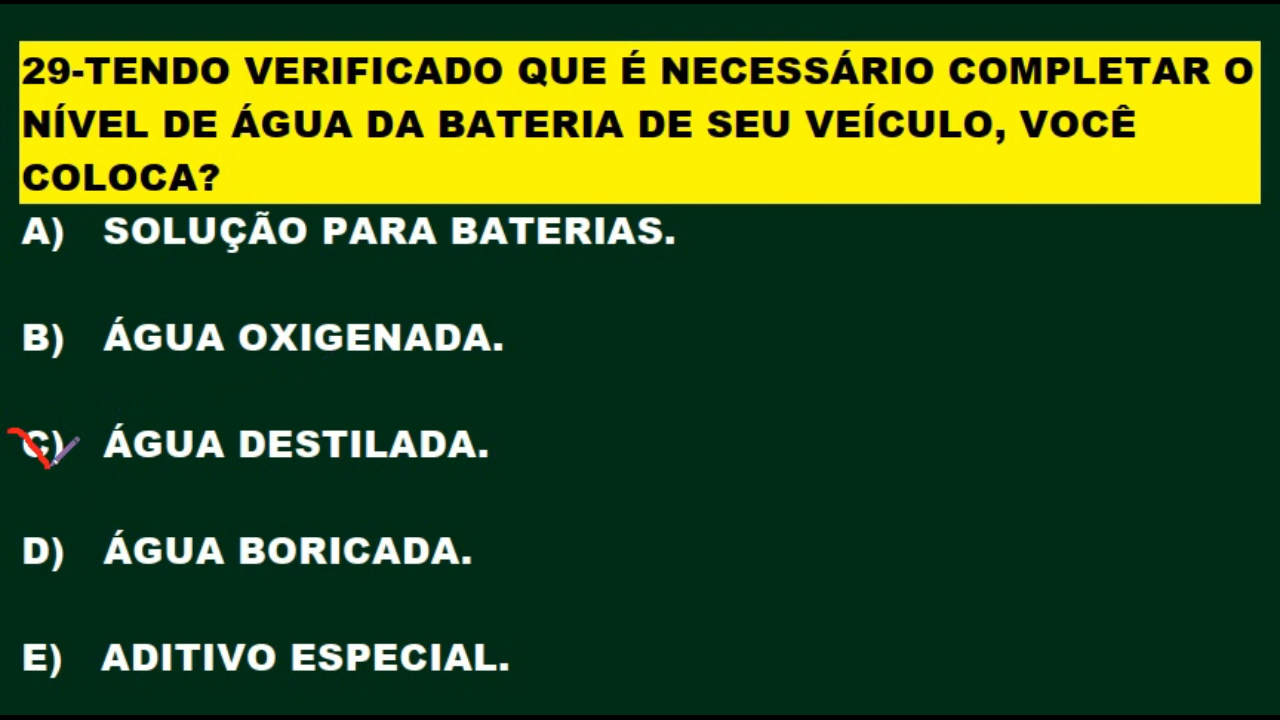 29-TENDO VERIFICADO QUE É NECESSÁRIO COMPLETAR O
NÍVEL DE ÁGUA DA BATERIA DE SEU VEÍCULO, VOCÊ
COLOCA?
A) SOLUÇÃO PARA BATERIAS.
B) ÁGUA OXIGENADA.
C) ÁGUA DESTILADA.
D) ÁGUA BORICADA.
E) ADITIVO ESPECIAL.